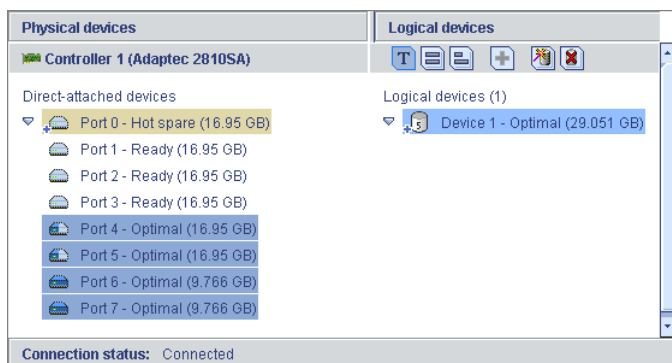 Physical devices
Logical devices
Controller 1 (Adaptec 2810SA)
T
Direct-attached devices
Logical devices (1)
Port 0 - Hot spare (16.95 GB)
5 Device 1 - Optimal (29.051 GB)
Port 1 - Ready (16.95 GB)
Port 2 - Ready (16.95 GB)
Port 3 - Ready (16.95 GB)
Port 4 - Optimal (16.95 GB)
Port 5 - Optimal (16.95 GB)
Port 6 - Optimal (9.766 GB)
Port 7 - Optimal (9.766 GB)
Connection status: Connected